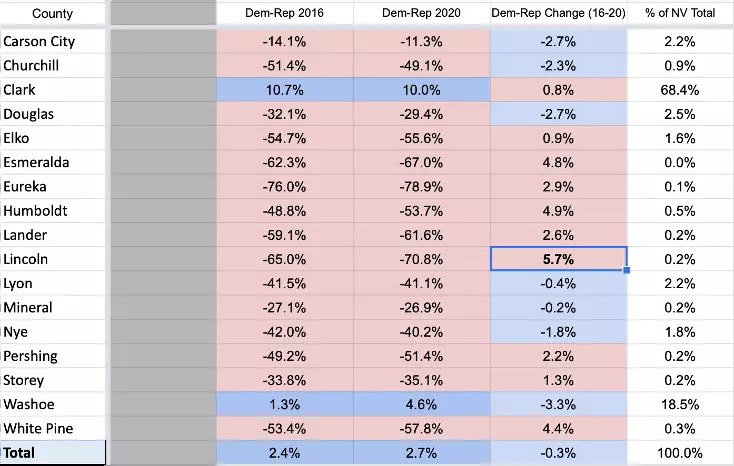 County Dem-Rep 2016 Dem-Rep 2020 Dem-Rep Change (16-20) % of NV Total
Carson City -14.1% -11.3% -2.7% 2.2%
Churchill -51.4% -49.1% -2.3% 0.9%
Clark 10.7% 10.0% 0.8% 68.4%
Douglas -32.1% -29.4% -2.7% 2.5%
Elko -54.7% -55.6% 0.9% 1.6%
Esmeralda -62.3% -67.0% 4.8% 0.0%
Eureka -76.0% -78.9% 2.9% 0.1%
Humboldt -48.8% -53.7% 4.9% 0.5%
Lander -59.1% -61.6% 2.6% 0.2%
Lincoln -65.0% -70.8% 5.7% 0.2%
Lyon -41.5% -41.1% -0.4% 2.2%
Mineral -27.1% -26.9% -0.2% 0.2%
Nye -42.0% -40.2% -1.8% 1.8%
Pershing -49.2% -51.4% 2.2% 0.2%
Storey -33.8% -35.1% 1.3% 0.2%
Washoe 1.3% 4.6% -3.3% 18.5%
White Pine -53.4% -57.8% 4.4% 0.3%
Total 2.4% 2.7% -0.3% 100.0%